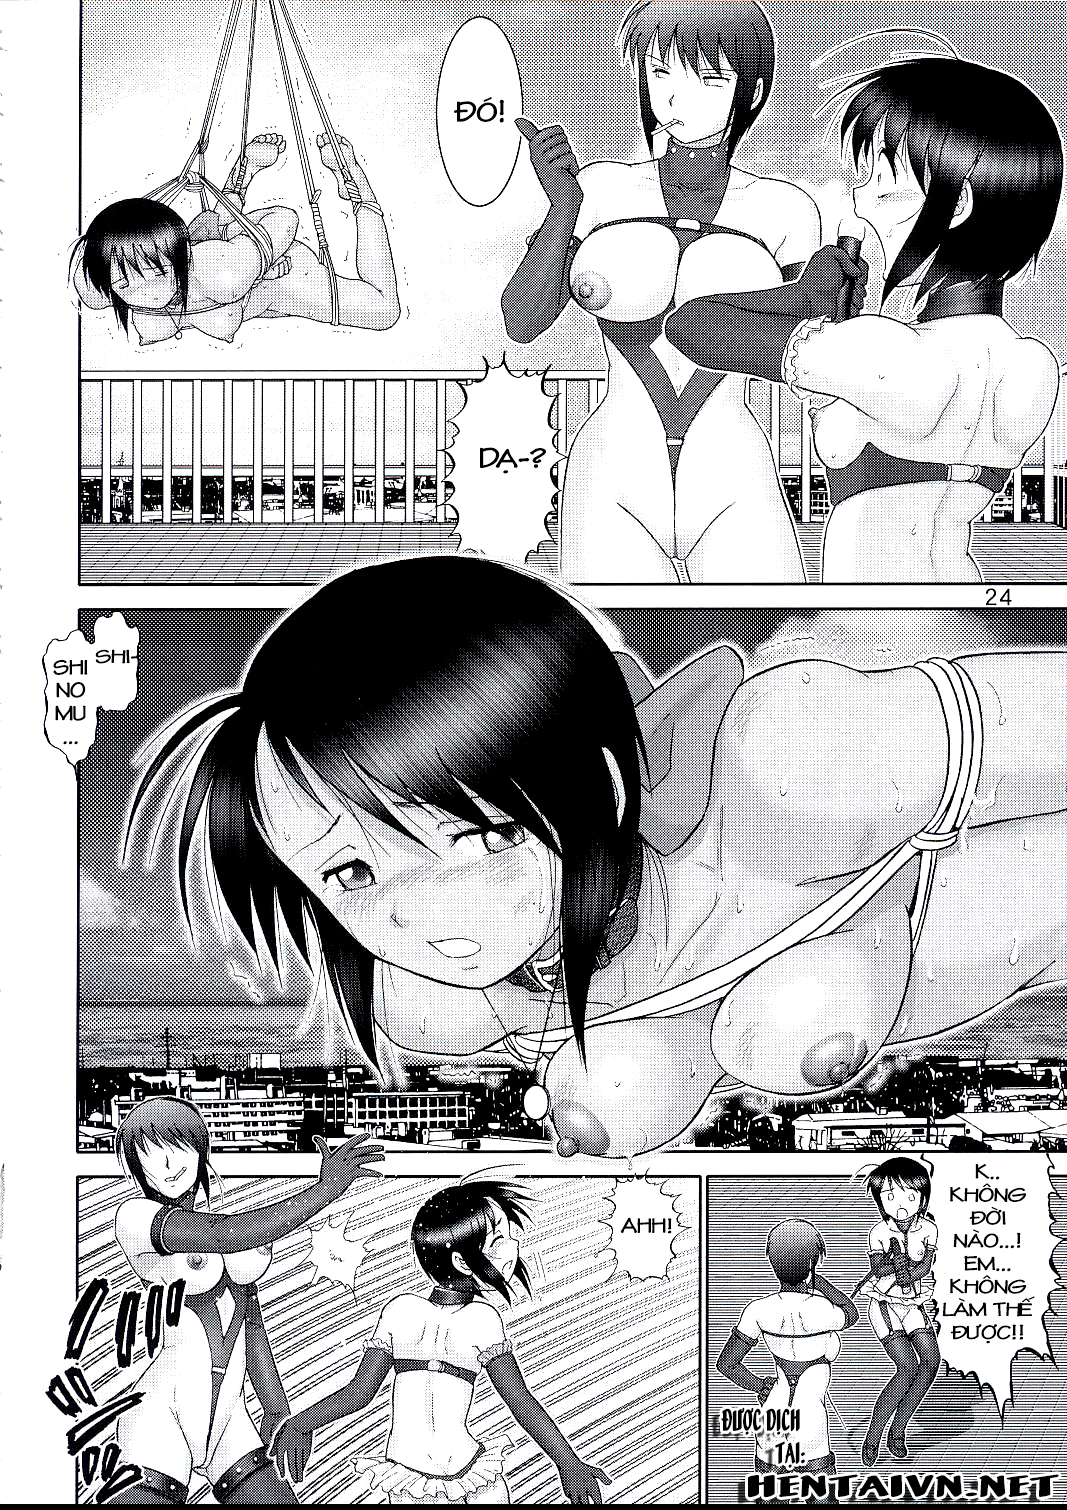 ĐÓ!
DẠ-?
24
SHI-
SHI
NO
MU
...
AHH!
K..
KHÔNG
ĐỜI
NÀO...!
EM...
KHÔNG
LÀM THẾ
ĐƯỢC!!
ĐƯỢC DỊCH
TẠI:
HENTAIVN.NET